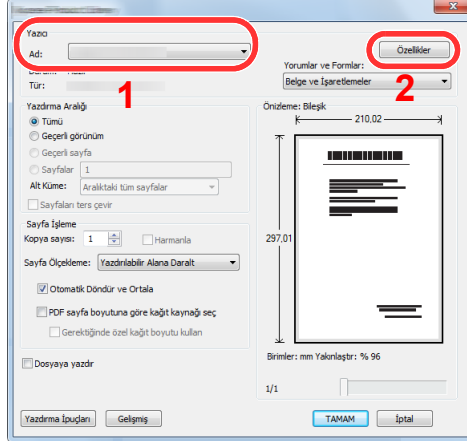 Yazıcı
Ad:
Özellikler
Yorumlar ve Formlar:
Tür:
1
2
Belge ve İşaretlemeler
Yazdırma Aralığı
Tümü
Geçerli görünüm
Geçerli sayfa
Sayfalar 1
Alt Küme: Aralıktaki tüm sayfalar
Sayfaları ters çevir
Sayfa İşleme
Kopya sayısı: 1 Harmanla
Sayfa Ölçekleme: Yazdırılabilir Alana Daralt
Otomatik Döndür ve Ortala
PDF sayfa boyutuna göre kağıt kaynağı seç
Gerektiğinde özel kağıt boyutu kullan
Dosyaya yazdır
Önizleme: Bileşik
210,02
297,01
Birimler: mm Yakınlaştır: % 96
1/1
Yazdırma İpuçları Gelişmiş TAMAM İptal